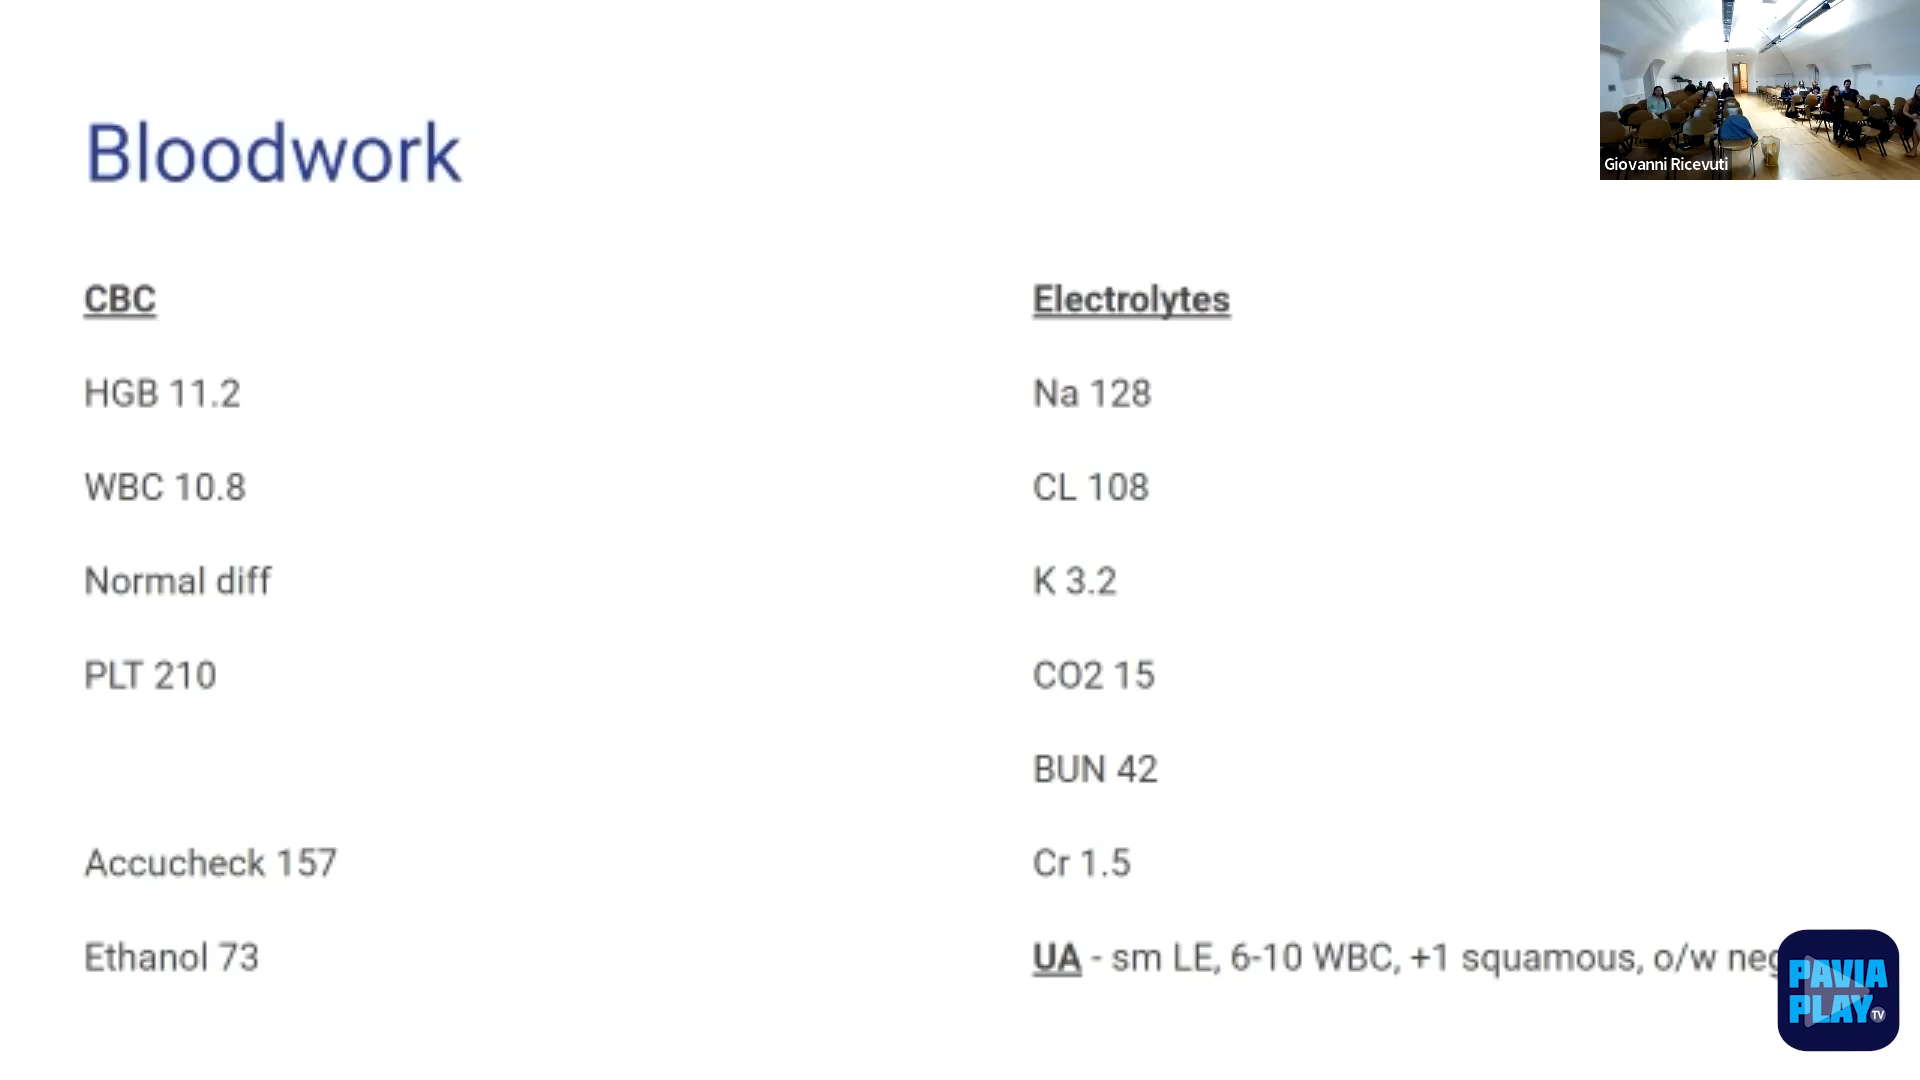 Bloodwork
Giovanni Ricevuti
CBC
HGB 11.2
WBC 10.8
Normal diff
PLT 210
Accucheck 157
Ethanol 73
Electrolytes
Na 128
CL 108
K 3.2
CO2 15
BUN 42
Cr 1.5
UA - sm LE, 6-10 WBC, +1 squamous, o/w neg
PAVIA
PLAY TV